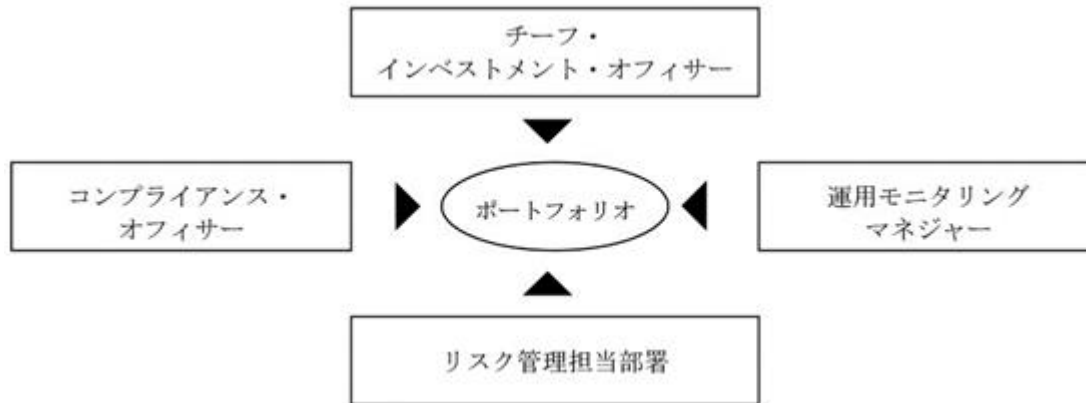 チーフ・
インベストメント・オフィサー
コンプライアンス・
オフィサー
ポートフォリオ
運用モニタリング
マネジャー
リスク管理担当部署